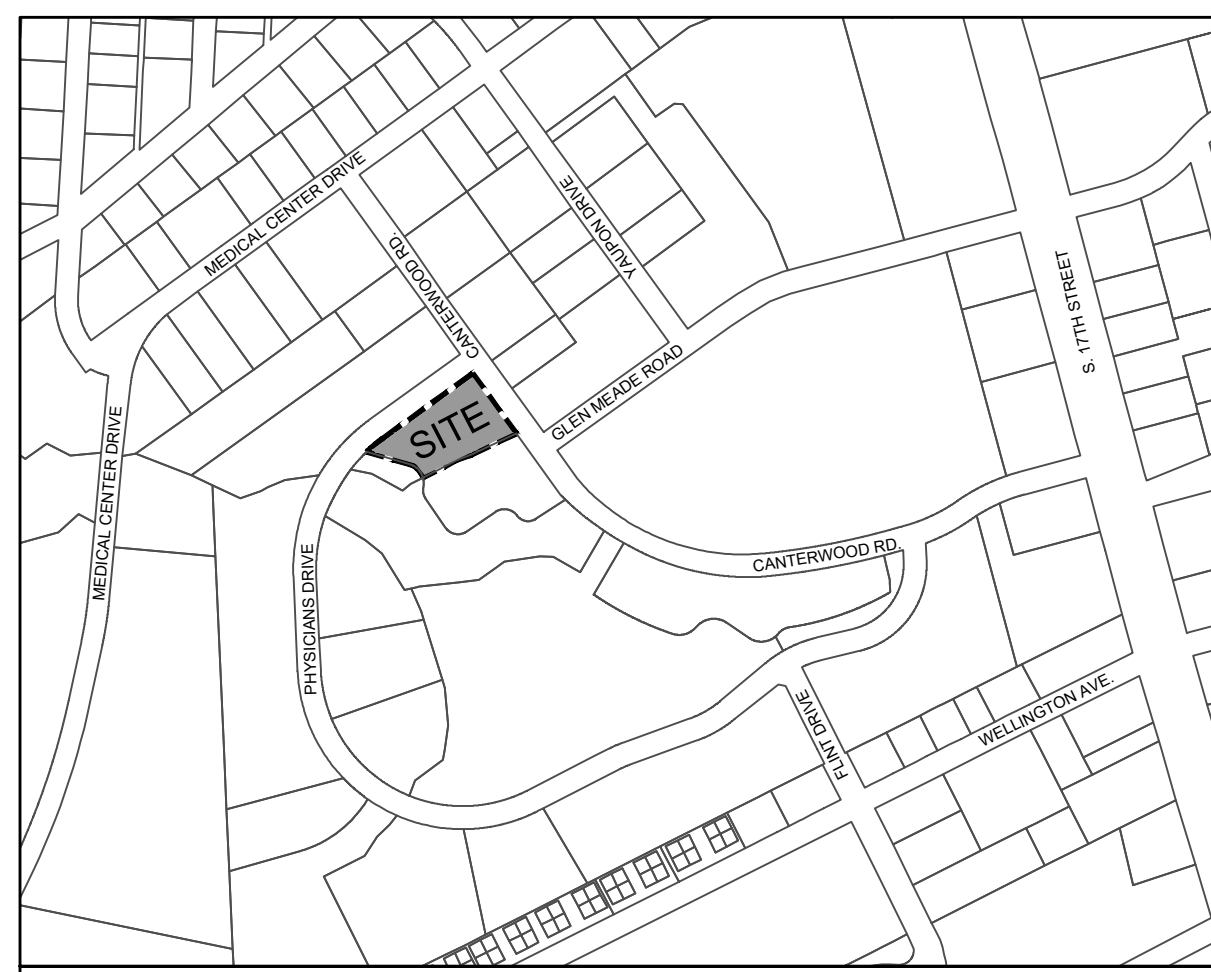 MEDICAL CENTER DRIVE
YAUPON DRIVE
CANTERWOOD RD.
S. 17TH STREET
GLEN MEADE ROAD
SITE
MEDICAL CENTER DRIVE
PHYSICIANS DRIVE
CANTERWOOD RD.
FLINT DRIVE
WELLINGTON AVE.